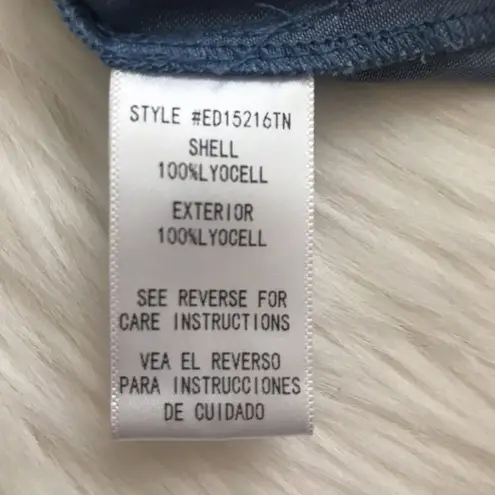 STYLE #ED15216TN
SHELL
100%LYOCELL
EXTERIOR
100%LYOCELL
SEE REVERSE FOR
CARE INSTRUCTIONS
VEA EL REVERSO
PARA INSTRUCCIONES
DE CUIDADO